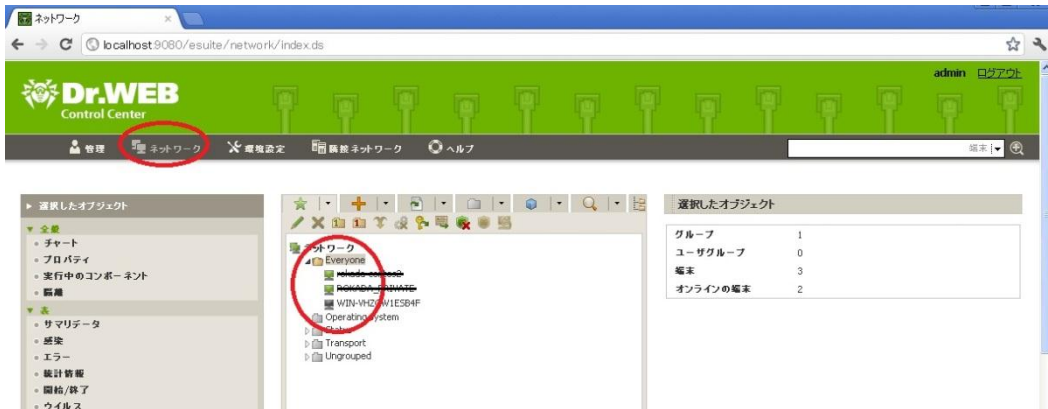 ネットワーク
localhost:9080/esuite/network/index.ds
admin ログアウト
Dr.WEB
Control Center
管理 ネットワーク 環境設定 隣接ネットワーク ヘルプ
端末
選択したオブジェクト
全般
チャート
プロパティ
実行中のコンポーネント
隔離
表
サマリデータ
感染
エラー
統計情報
開始/終了
ウイルス
ネットワーク
Everyone
ROKADA_PRIVATE
WIN-VHZGW1ESB4F
Operating system
Status
Transport
Ungrouped
選択したオブジェクト
グループ 1
ユーザグループ 0
端末 3
オンラインの端末 2